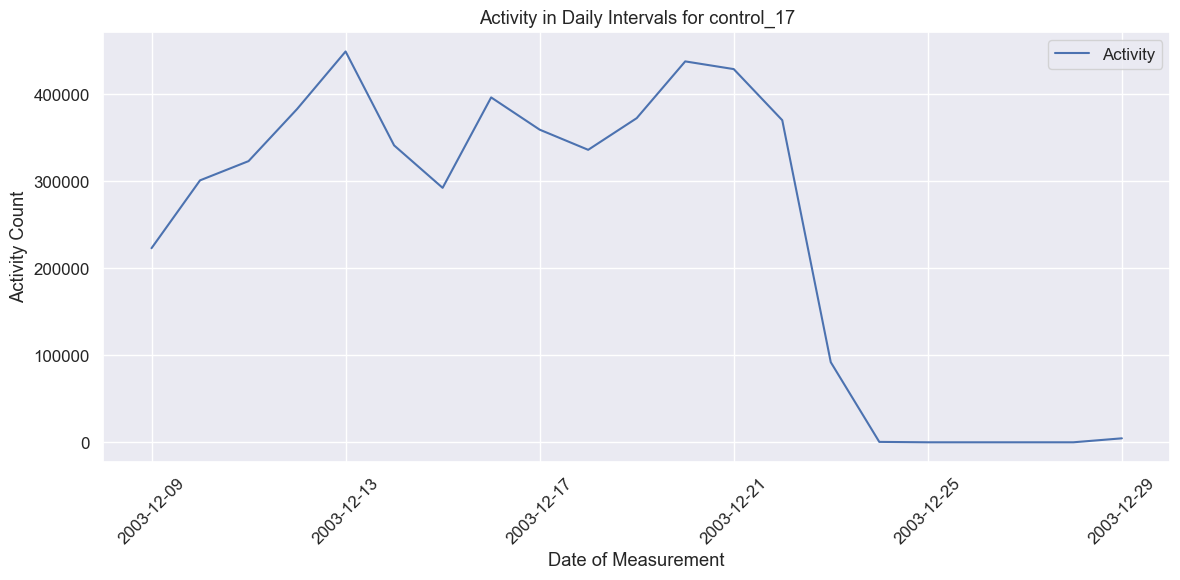 Activity in Daily Intervals for control_17
Activity
Activity Count
400000
300000
200000
100000
0
2003-12-09
2003-12-13
2003-12-17
2003-12-21
2003-12-25
2003-12-29
Date of Measurement